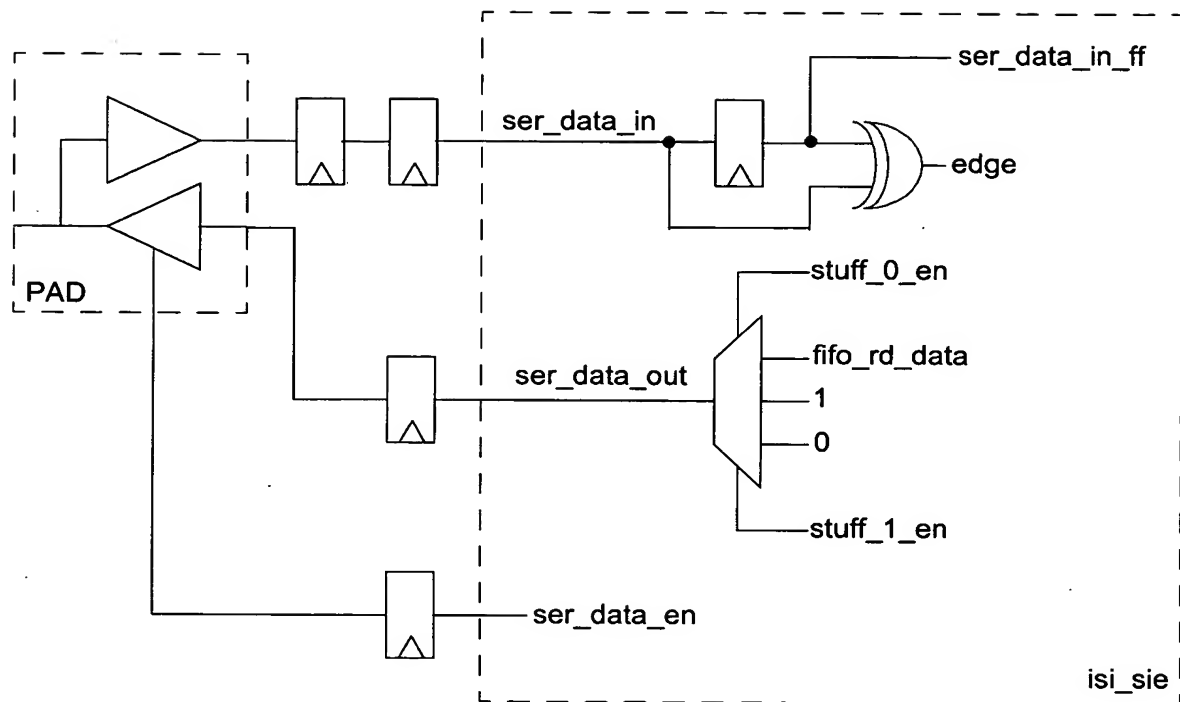 ser_data_in_ff
ser_data_in
edge
PAD
stuff_0_en
fifo_rd_data
ser_data_out
1
0
stuff_1_en
ser_data_en
isi_sie